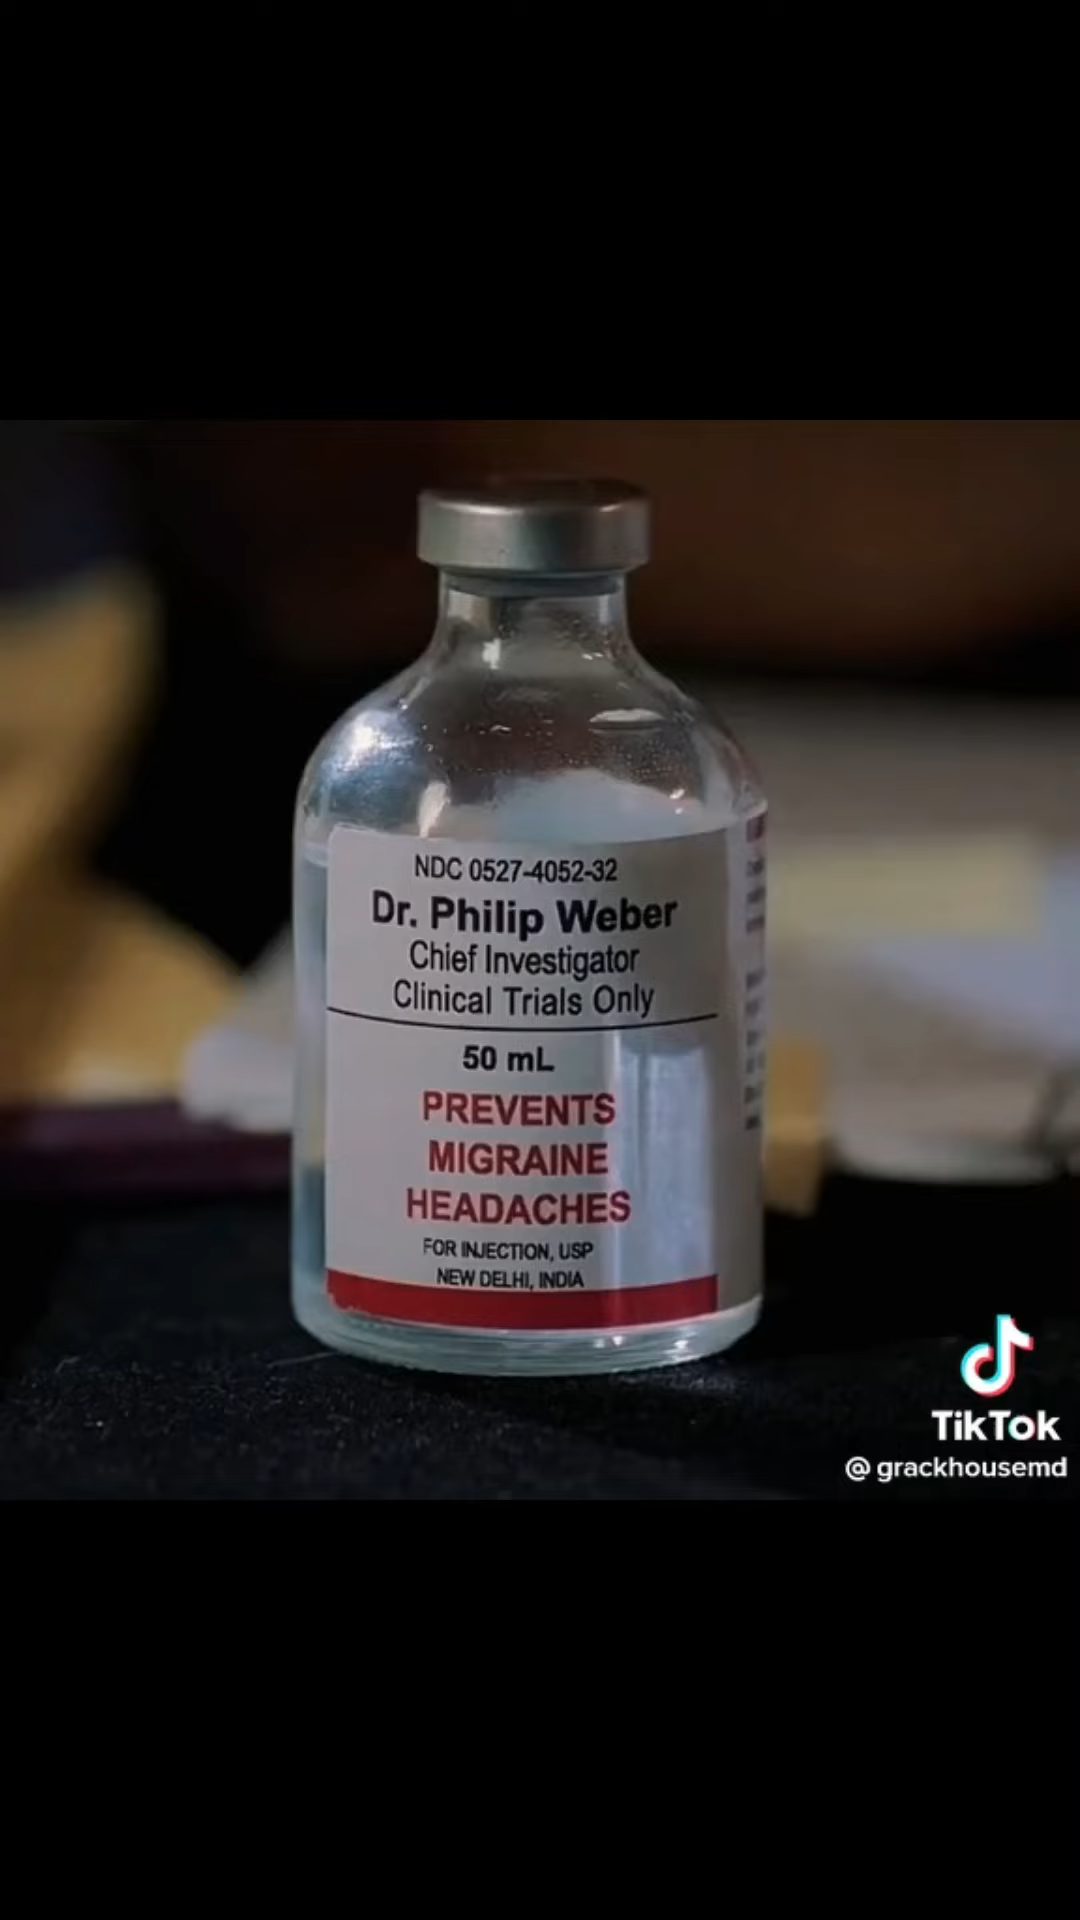 NDC 0527-4052-32
Dr. Philip Weber
Chief Investigator
Clinical Trials Only
50 mL
PREVENTS
MIGRAINE
HEADACHES
FOR INJECTION, USP
NEW DELHI, INDIA
TikTok
@ grackhousemd